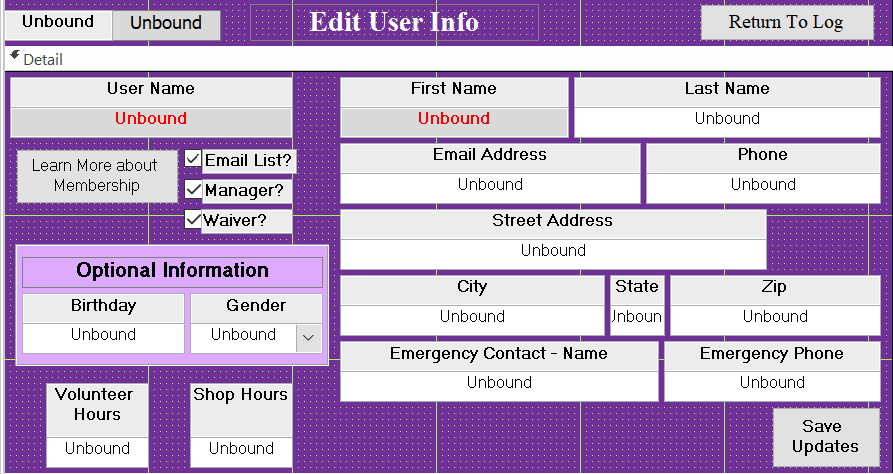 Unbound
Unbound
Edit User Info
Return To Log
Detail
User Name
Unbound
First Name
Unbound
Last Name
Unbound
Learn More about
Membership
Email List?
Manager?
Waiver?
Email Address
Unbound
Phone
Unbound
Street Address
Unbound
Optional Information
Birthday
Unbound
Gender
Unbound
City
Unbound
State
Unboun
Zip
Unbound
Emergency Contact - Name
Unbound
Emergency Phone
Unbound
Volunteer
Hours
Unbound
Shop Hours
Unbound
Save
Updates